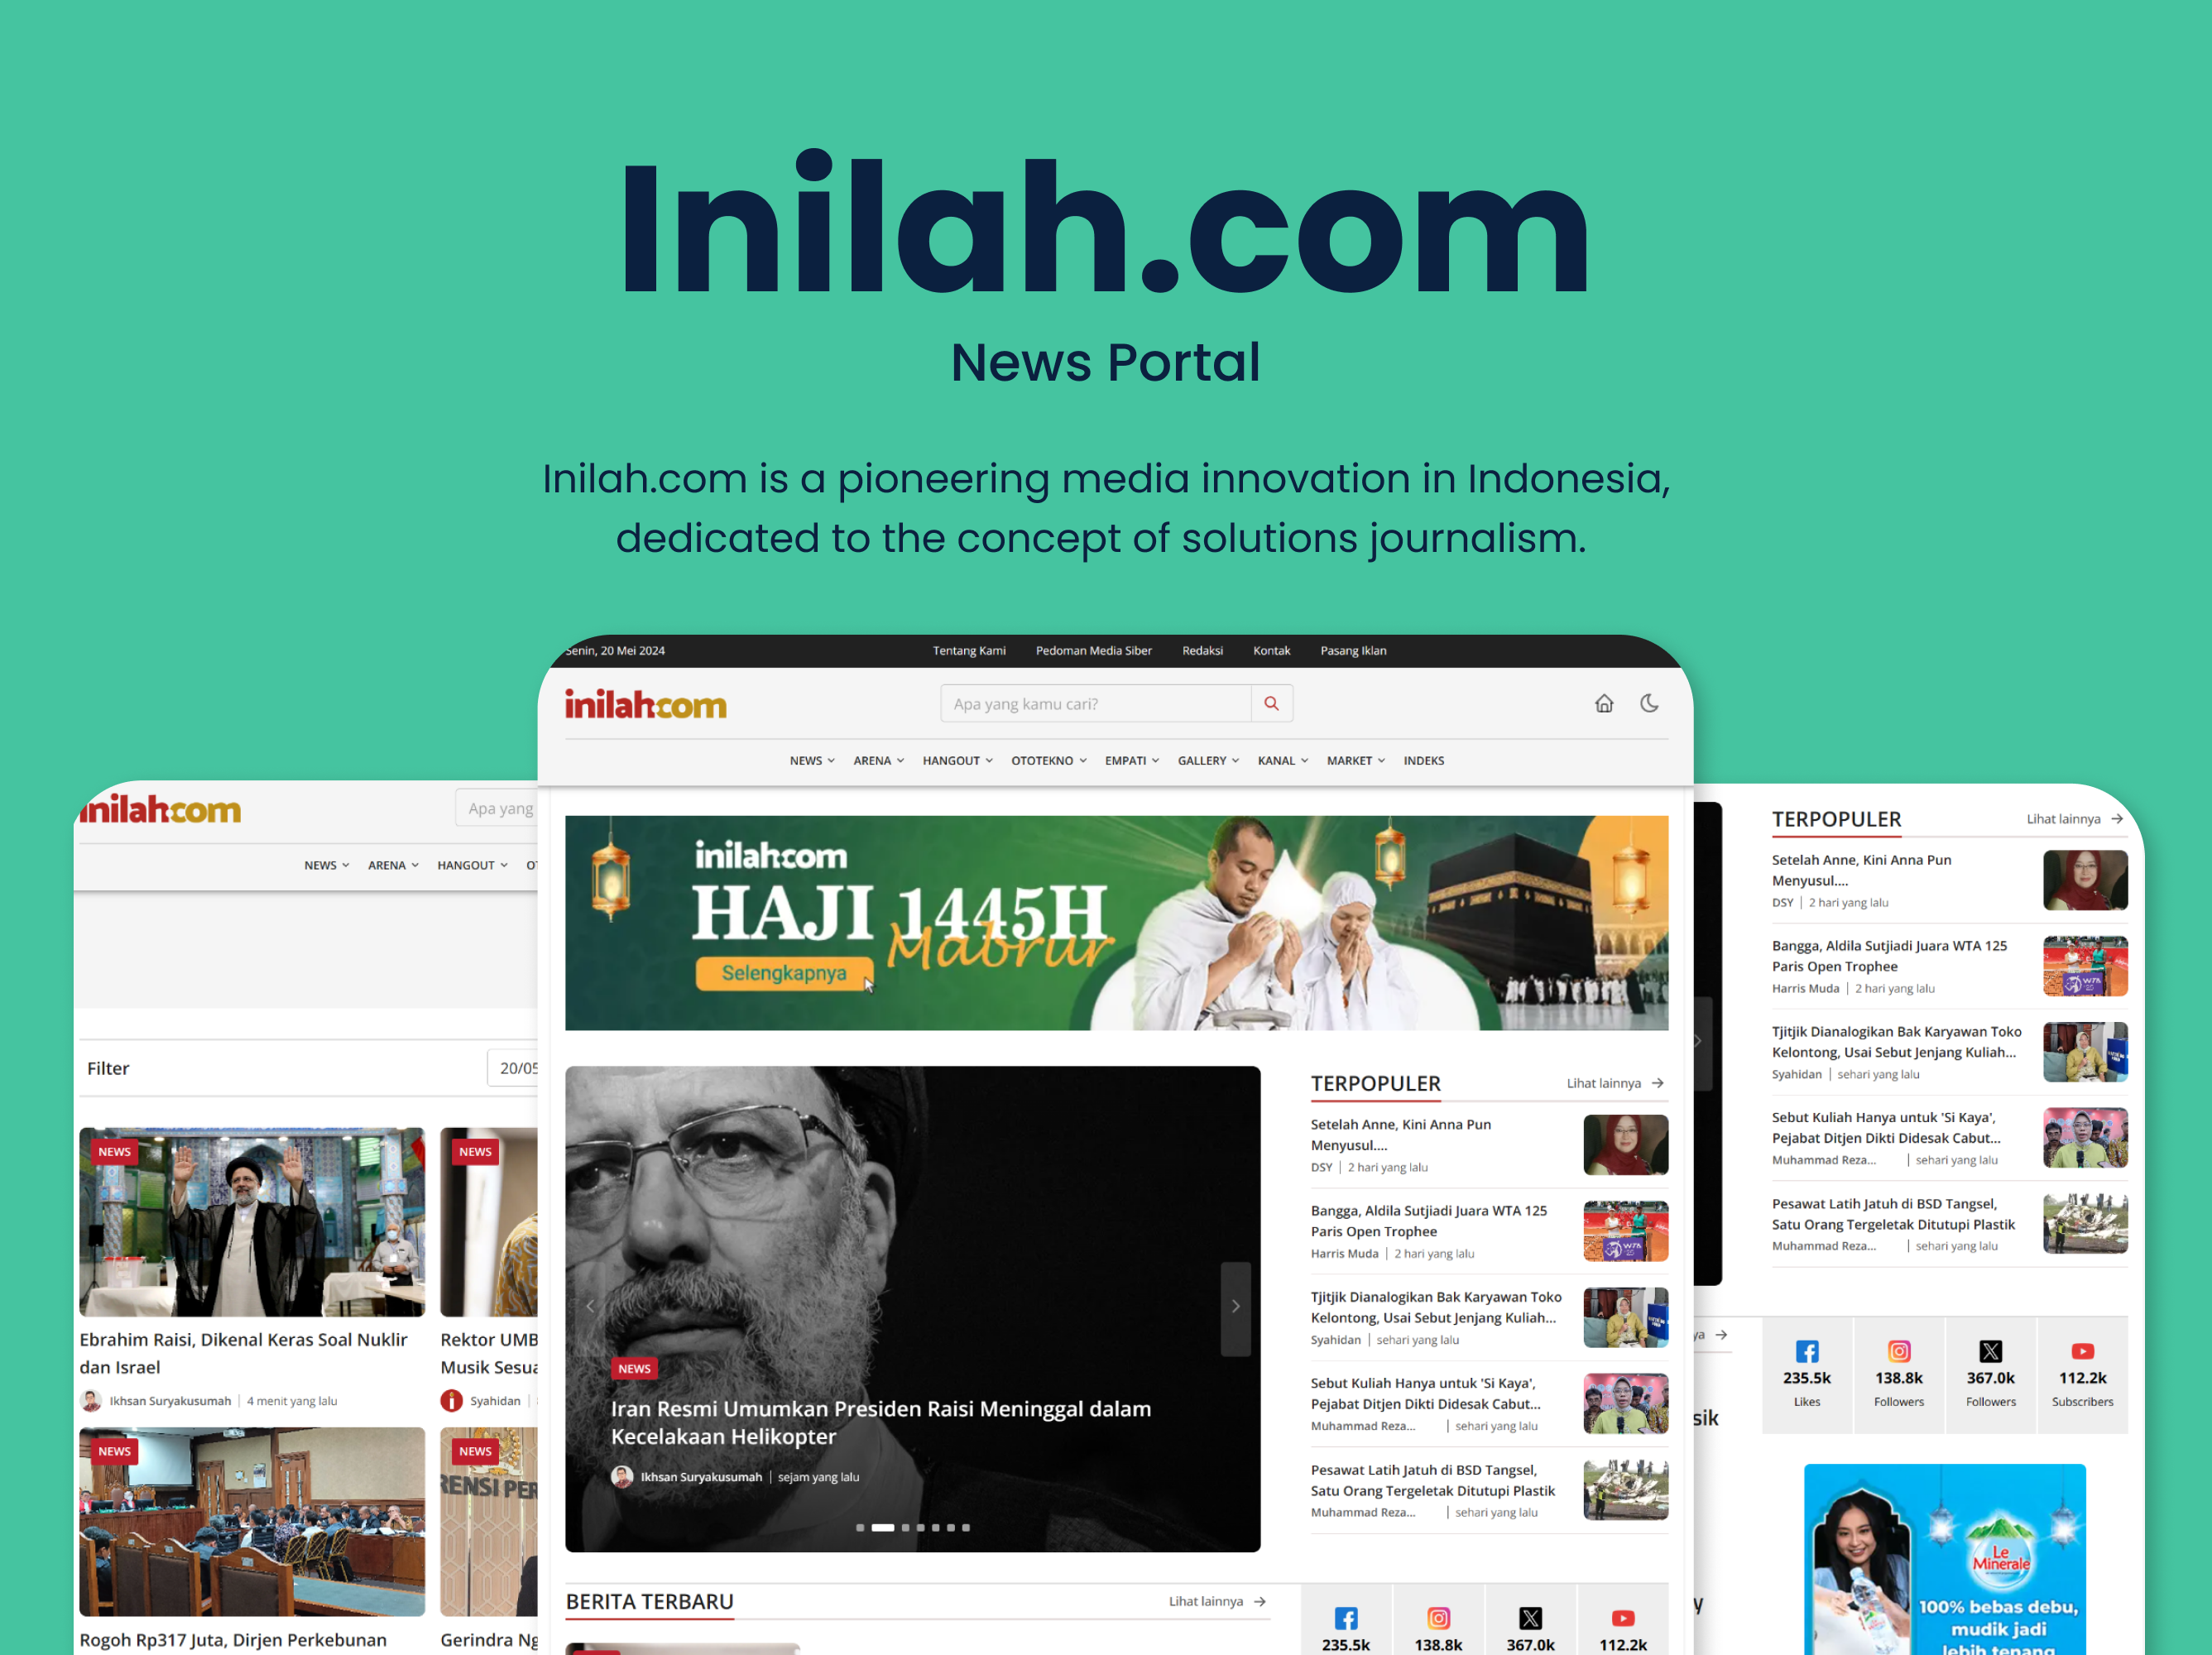 Inilah.com
News Portal
Inilah.com is a pioneering media innovation in Indonesia,
dedicated to the concept of solutions journalism.
Senin, 20 Mei 2024
Tentang Kami
Pedoman Media Siber
Redaksi
Kontak
Pasang Iklan
inilah:com
Apa yang kamu cari?
NEWS
ARENA
HANGOUT
OTOTEKNO
EMPATI
GALLERY
KANAL
MARKET
INDEKS
inilah:com
HAJI 1445H
Mabrur
Selengkapnya
NEWS
Iran Resmi Umumkan Presiden Raisi Meninggal dalam
Kecelakaan Helikopter
Ikhsan Suryakusumah | sejam yang lalu
TERPOPULER
Lihat lainnya
Setelah Anne, Kini Anna Pun
Menyusul....
DSY | 2 hari yang lalu
Bangga, Aldila Sutjiadi Juara WTA 125
Paris Open Trophee
Harris Muda | 2 hari yang lalu
Tjitjik Dianalogikan Bak Karyawan Toko
Kelontong, Usai Sebut Jenjang Kuliah...
Syahidan | sehari yang lalu
Sebut Kuliah Hanya untuk 'Si Kaya',
Pejabat Ditjen Dikti Didesak Cabut...
Muhammad Reza... | sehari yang lalu
Pesawat Latih Jatuh di BSD Tangsel,
Satu Orang Tergeletak Ditutupi Plastik
Muhammad Reza... | sehari yang lalu
BERITA TERBARU
Lihat lainnya
235.5k
138.8k
367.0k
112.2k
inilah:com
Apa yang
NEWS
ARENA
HANGOUT
Filter
20/05
NEWS
Ebrahim Raisi, Dikenal Keras Soal Nuklir
dan Israel
Ikhsan Suryakusumah | 4 menit yang lalu
NEWS
Rektor UMB
Musik Sesua
Syahidan
NEWS
Rogoh Rp317 Juta, Dirjen Perkebunan
NEWS
RENSI PER
Gerindra Ng
TERPOPULER
Lihat lainnya
Setelah Anne, Kini Anna Pun
Menyusul....
DSY | 2 hari yang lalu
Bangga, Aldila Sutjiadi Juara WTA 125
Paris Open Trophee
Harris Muda | 2 hari yang lalu
Tjitjik Dianalogikan Bak Karyawan Toko
Kelontong, Usai Sebut Jenjang Kuliah...
Syahidan | sehari yang lalu
Sebut Kuliah Hanya untuk 'Si Kaya',
Pejabat Ditjen Dikti Didesak Cabut...
Muhammad Reza... | sehari yang lalu
Pesawat Latih Jatuh di BSD Tangsel,
Satu Orang Tergeletak Ditutupi Plastik
Muhammad Reza... | sehari yang lalu
ya
sik
y
235.5k
Likes
138.8k
Followers
367.0k
Followers
112.2k
Subscribers
Le
Minerale
100% bebas debu,
mudik jadi
lebih tenang